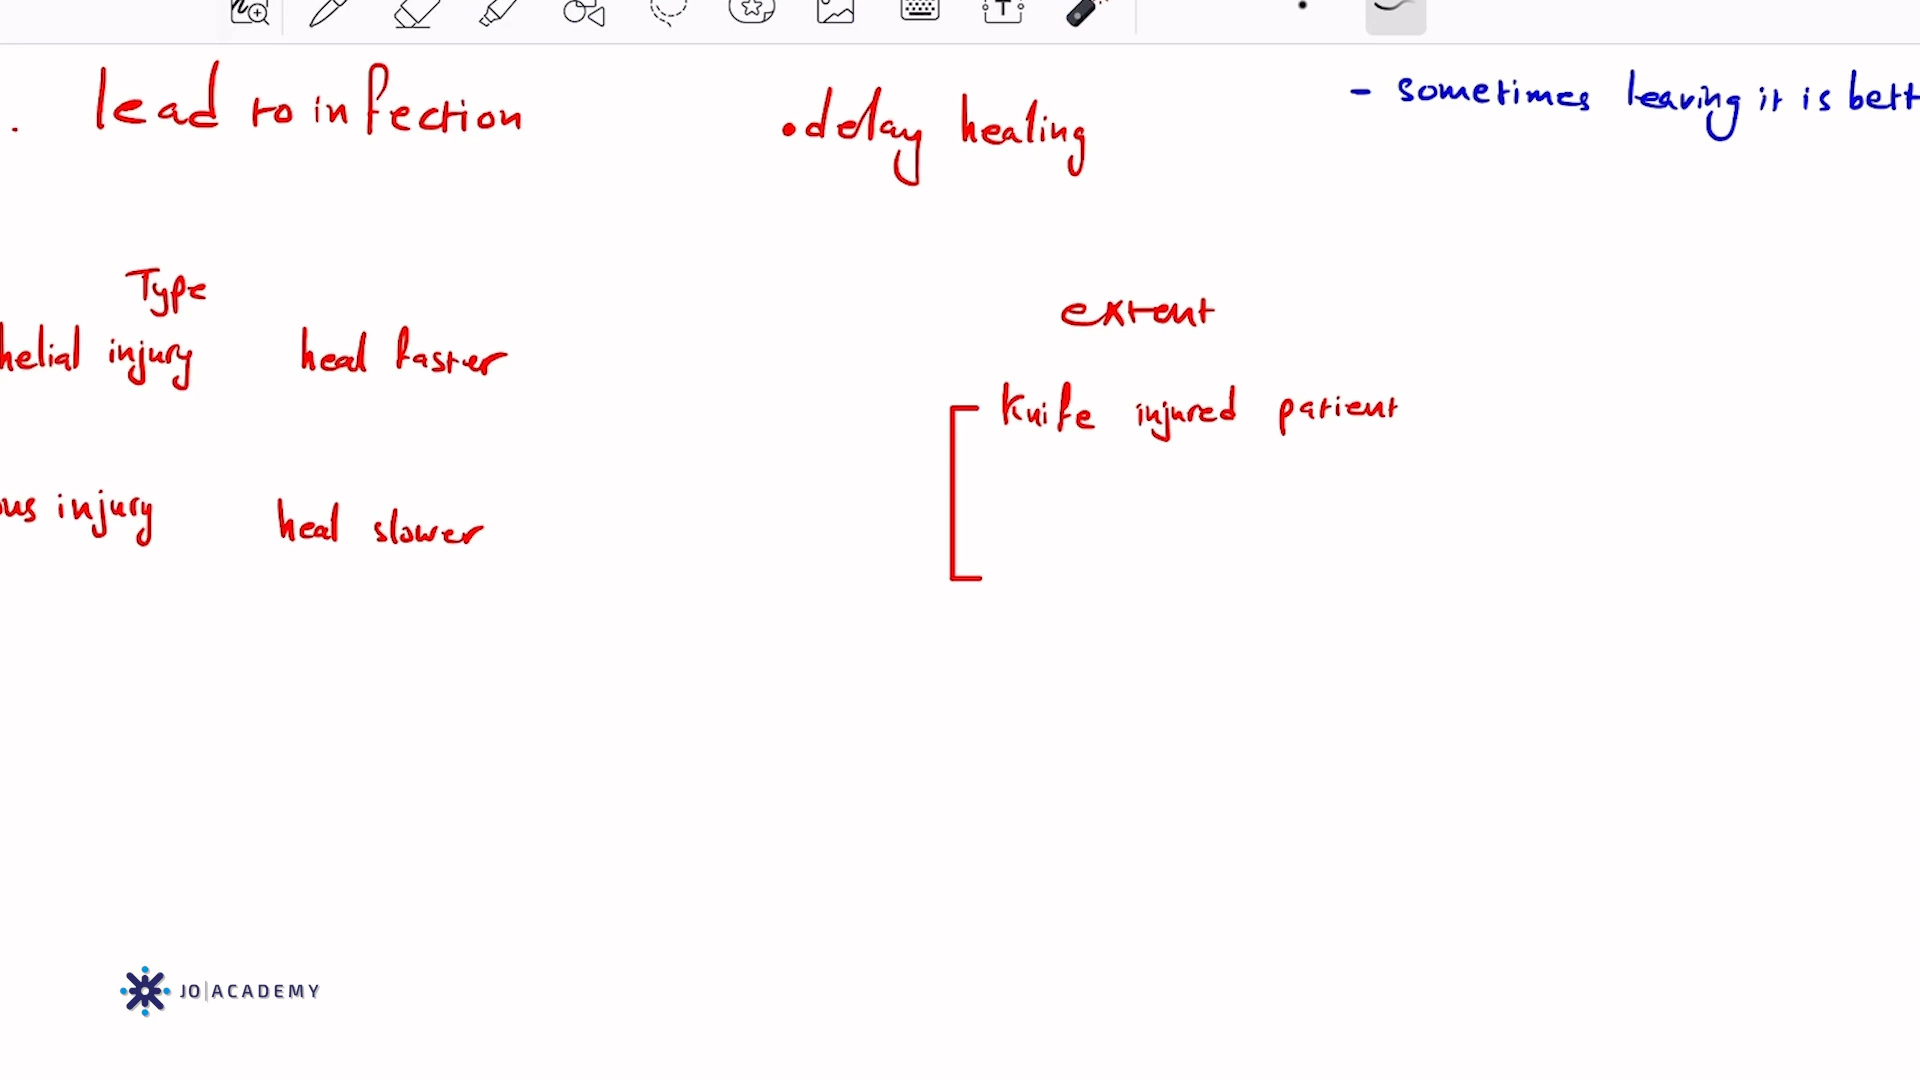 . lead to infection
• delay healing
- sometimes leaving it is bett
Type
helial injury heal faster
ous injury heal slower
extent
Knife injured patient
JO|ACADEMY